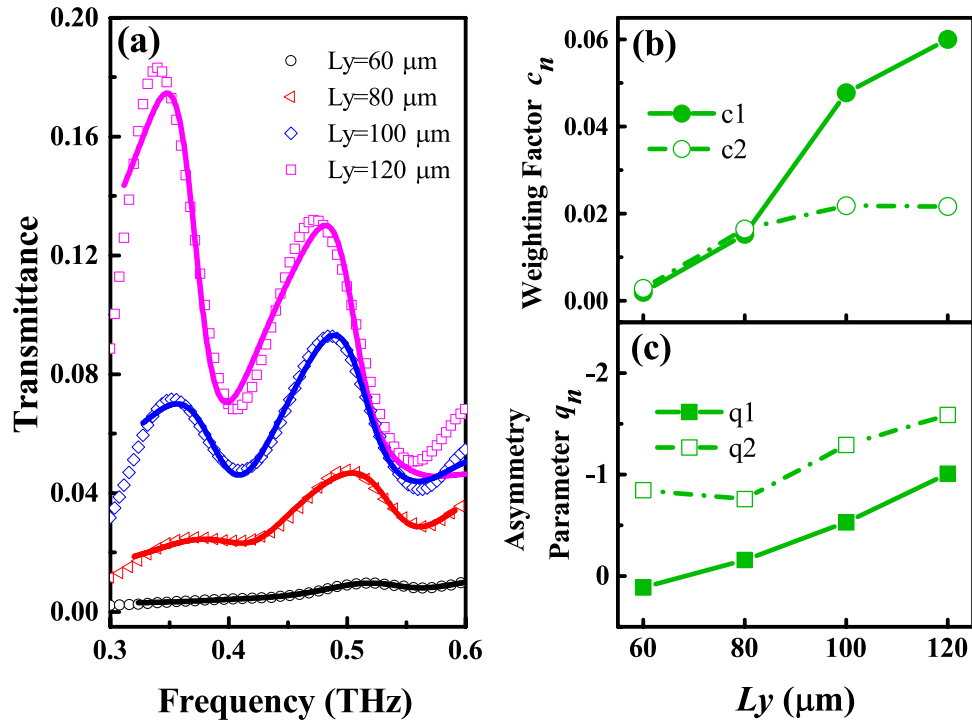 (a)
Ly=60 μm
Ly=80 μm
Ly=100 μm
Ly=120 μm
0.20
0.16
0.12
0.08
0.04
0.00
Transmittance
0.3 0.4 0.5 0.6
Frequency (THz)
(b)
c1
c2
0.06
0.04
0.02
0.00
Weighting Factor cn
(c)
q1
q2
-2
-1
0
Asymmetry
Parameter qn
60 80 100 120
Ly (μm)